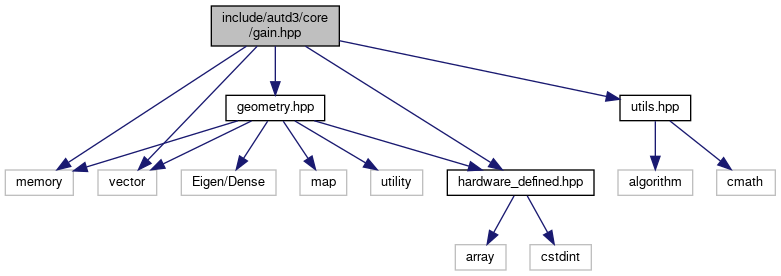 include/autd3/core
/gain.hpp
geometry.hpp
utils.hpp
memory
vector
Eigen/Dense
map
utility
hardware_defined.hpp
algorithm
cmath
array
cstdint